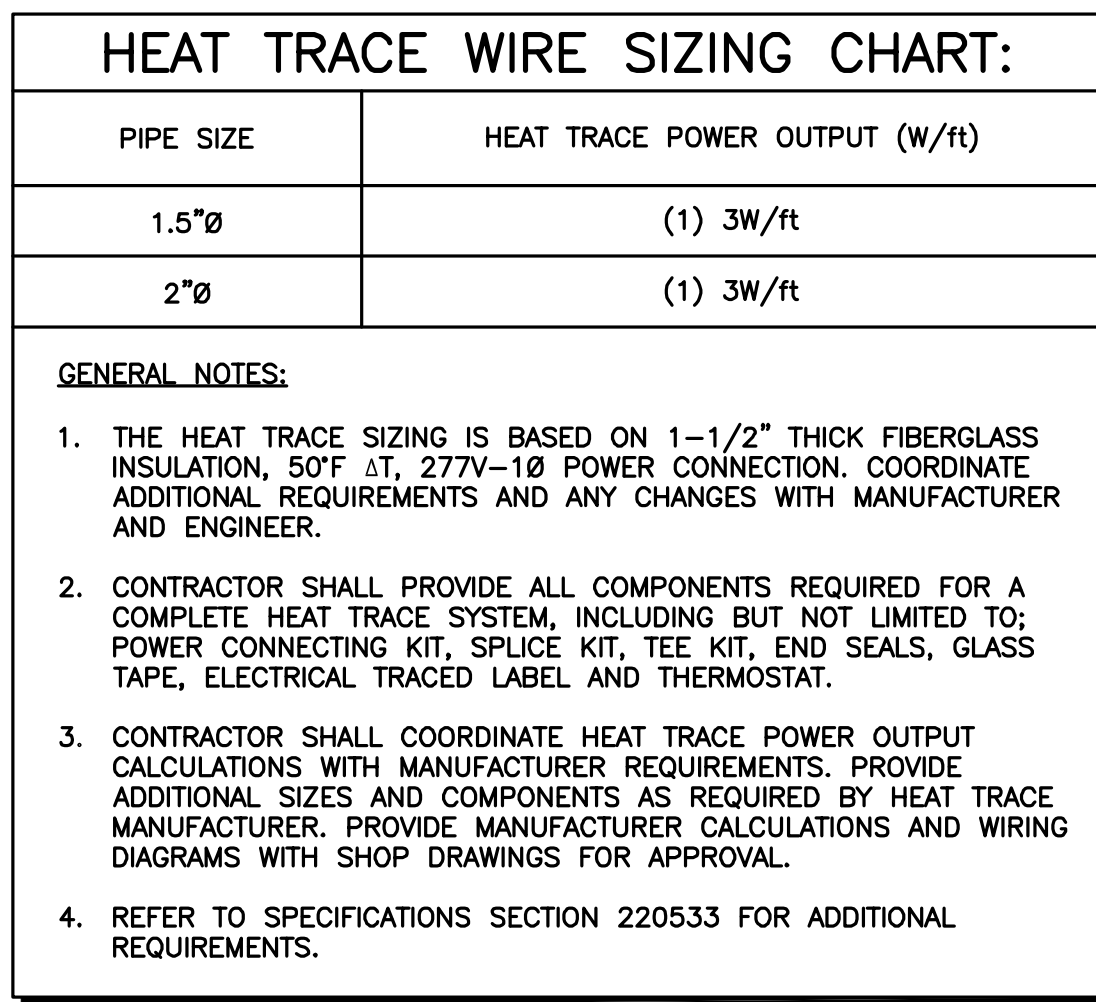 HEAT TRACE WIRE SIZING CHART:
PIPE SIZE HEAT TRACE POWER OUTPUT (W/ft)
1.5"Ø (1) 3W/ft
2"Ø (1) 3W/ft
GENERAL NOTES:
1. THE HEAT TRACE SIZING IS BASED ON 1-1/2" THICK FIBERGLASS
INSULATION, 50°F ΔT, 277V-1Ø POWER CONNECTION. COORDINATE
ADDITIONAL REQUIREMENTS AND ANY CHANGES WITH MANUFACTURER
AND ENGINEER.
2. CONTRACTOR SHALL PROVIDE ALL COMPONENTS REQUIRED FOR A
COMPLETE HEAT TRACE SYSTEM, INCLUDING BUT NOT LIMITED TO;
POWER CONNECTING KIT, SPLICE KIT, TEE KIT, END SEALS, GLASS
TAPE, ELECTRICAL TRACED LABEL AND THERMOSTAT.
3. CONTRACTOR SHALL COORDINATE HEAT TRACE POWER OUTPUT
CALCULATIONS WITH MANUFACTURER REQUIREMENTS. PROVIDE
ADDITIONAL SIZES AND COMPONENTS AS REQUIRED BY HEAT TRACE
MANUFACTURER. PROVIDE MANUFACTURER CALCULATIONS AND WIRING
DIAGRAMS WITH SHOP DRAWINGS FOR APPROVAL.
4. REFER TO SPECIFICATIONS SECTION 220533 FOR ADDITIONAL
REQUIREMENTS.